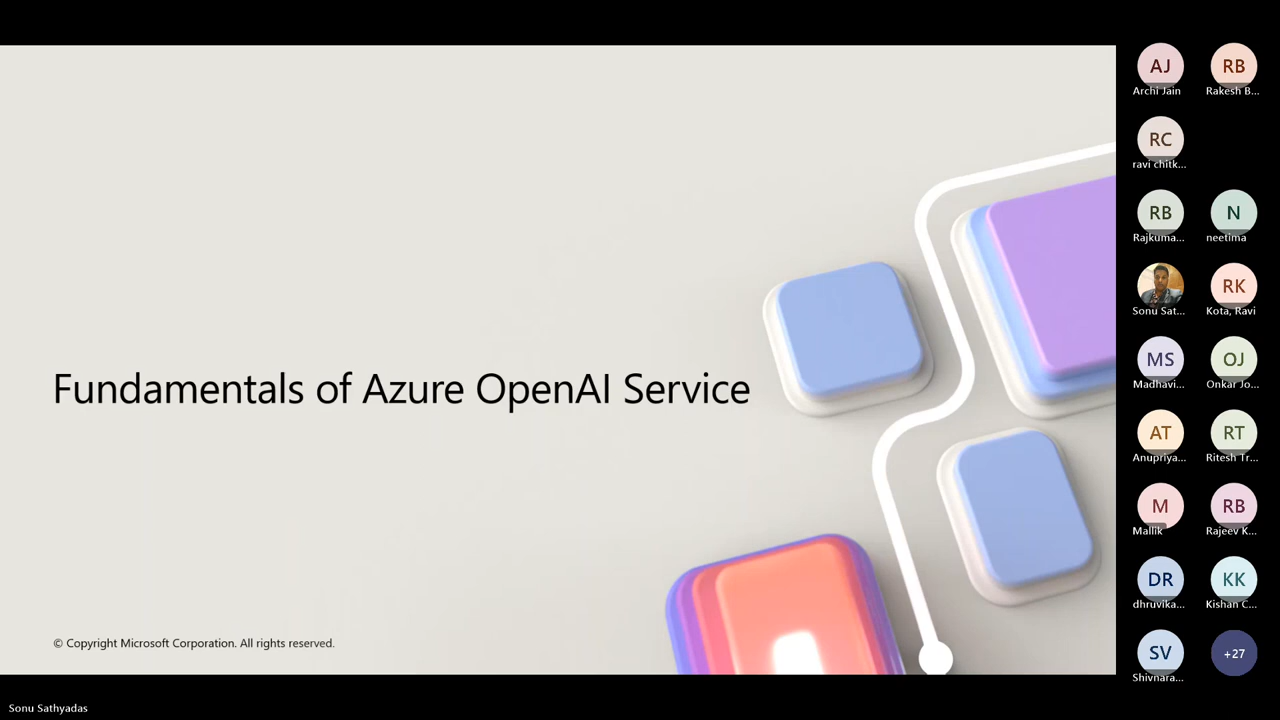 Fundamentals of Azure OpenAI Service
© Copyright Microsoft Corporation. All rights reserved.
Sonu Sathyadas
AJ
Archi Jain
RB
Rakesh B...
RC
ravi chitk...
RB
Rajkuma...
N
neetima
Sonu Sat...
RK
Kota, Ravi
MS
Madhavi...
OJ
Onkar Jo...
AT
Anupriya...
RT
Ritesh Tr...
M
Mallik
RB
Rajeev K...
DR
dhruvika...
KK
Kishan C...
SV
Shivnara...
+27